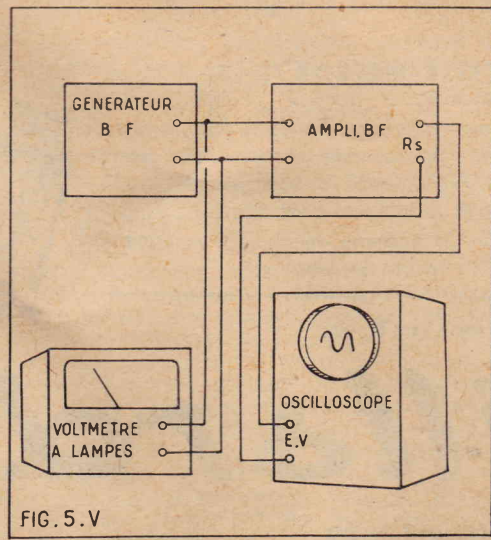 GENERATEUR
B F
AMPLI.BF
Rs
OSCILLOSCOPE
E.V
VOLTMETRE
A LAMPES
FIG.5.V